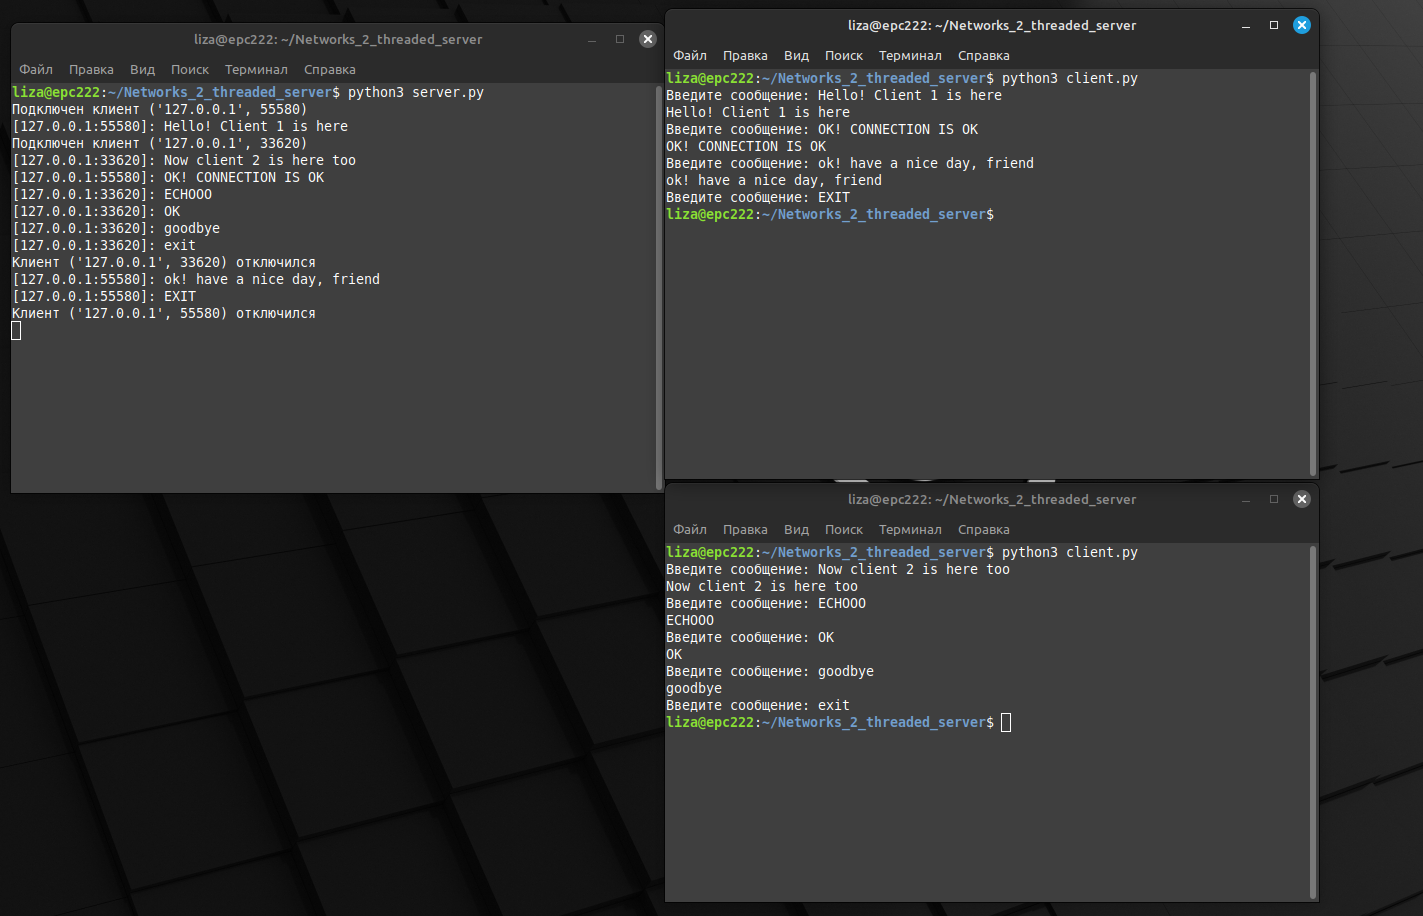 liza@epc222: ~/Networks_2_threaded_server
Файл Правка Вид Поиск Терминал Справка
liza@epc222:~/Networks_2_threaded_server$ python3 server.py
Подключен клиент ('127.0.0.1', 55580)
[127.0.0.1:55580]: Hello! Client 1 is here
Подключен клиент ('127.0.0.1', 33620)
[127.0.0.1:33620]: Now client 2 is here too
[127.0.0.1:55580]: OK! CONNECTION IS OK
[127.0.0.1:33620]: ECHOOO
[127.0.0.1:33620]: OK
[127.0.0.1:33620]: goodbye
[127.0.0.1:33620]: exit
Клиент ('127.0.0.1', 33620) отключился
[127.0.0.1:55580]: ok! have a nice day, friend
[127.0.0.1:55580]: EXIT
Клиент ('127.0.0.1', 55580) отключился
liza@epc222: ~/Networks_2_threaded_server
Файл Правка Вид Поиск Терминал Справка
liza@epc222:~/Networks_2_threaded_server$ python3 client.py
Введите сообщение: Hello! Client 1 is here
Hello! Client 1 is here
Введите сообщение: OK! CONNECTION IS OK
OK! CONNECTION IS OK
Введите сообщение: ok! have a nice day, friend
ok! have a nice day, friend
Введите сообщение: EXIT
liza@epc222:~/Networks_2_threaded_server$
liza@epc222: ~/Networks_2_threaded_server
Файл Правка Вид Поиск Терминал Справка
liza@epc222:~/Networks_2_threaded_server$ python3 client.py
Введите сообщение: Now client 2 is here too
Now client 2 is here too
Введите сообщение: ECHOOO
ECHOOO
Введите сообщение: OK
OK
Введите сообщение: goodbye
goodbye
Введите сообщение: exit
liza@epc222:~/Networks_2_threaded_server$